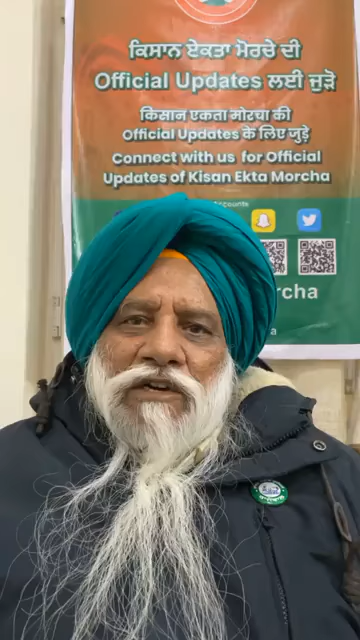 ਕਿਸਾਨ ਏਕਤਾ ਮੋਰਚੇ ਦੀ
Official Updates ਲਈ ਜੁੜੋ
किसान एकता मोरचा की
Official Updates के लिए जुड़े
Connect with us for Official
Updates of Kisan Ekta Morcha
rcha